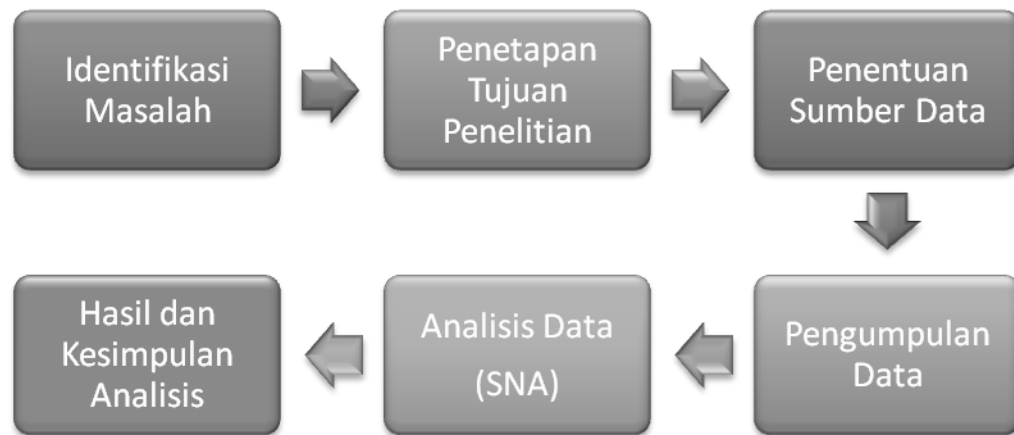 Identifikasi
Masalah
Penetapan
Tujuan
Penelitian
Penentuan
Sumber Data
Pengumpulan
Data
Analisis Data
(SNA)
Hasil dan
Kesimpulan
Analisis